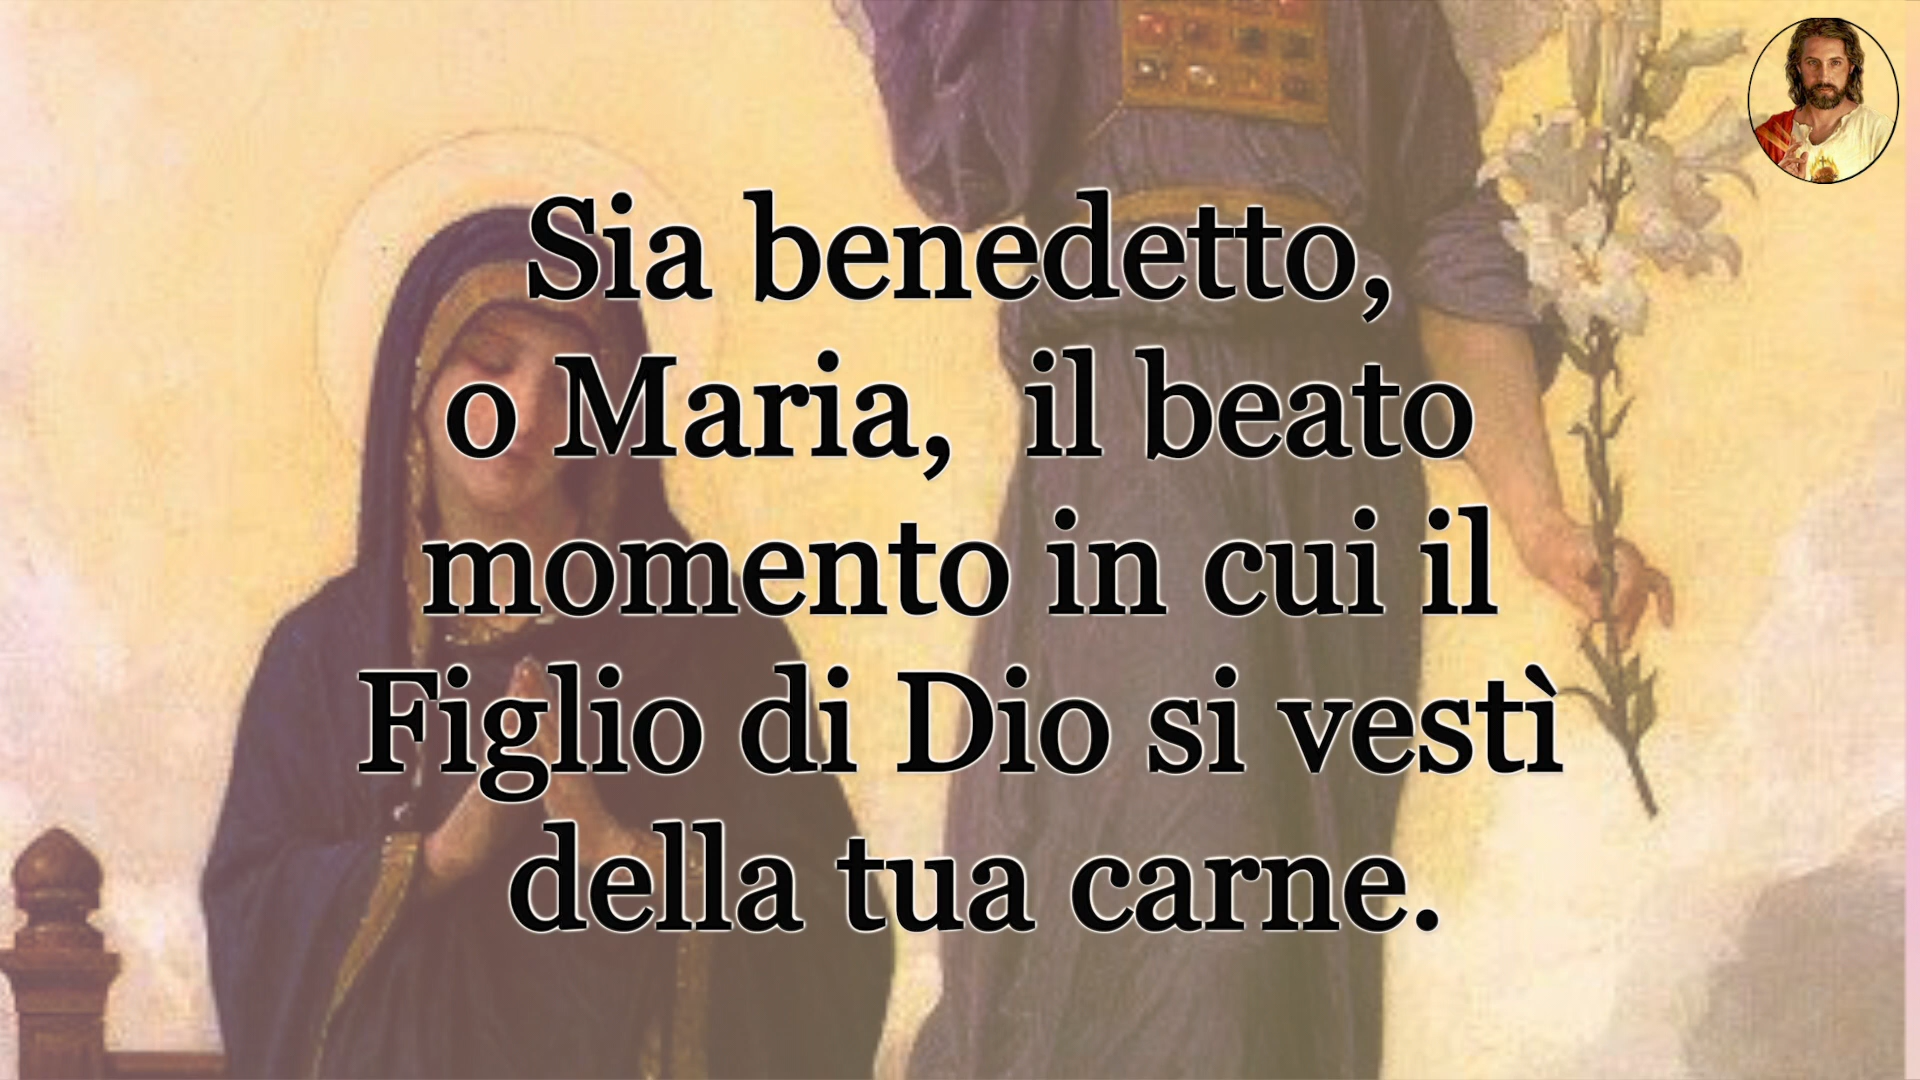 Sia benedetto,
o Maria,  il beato
momento in cui il
Figlio di Dio si vestì
della tua carne.